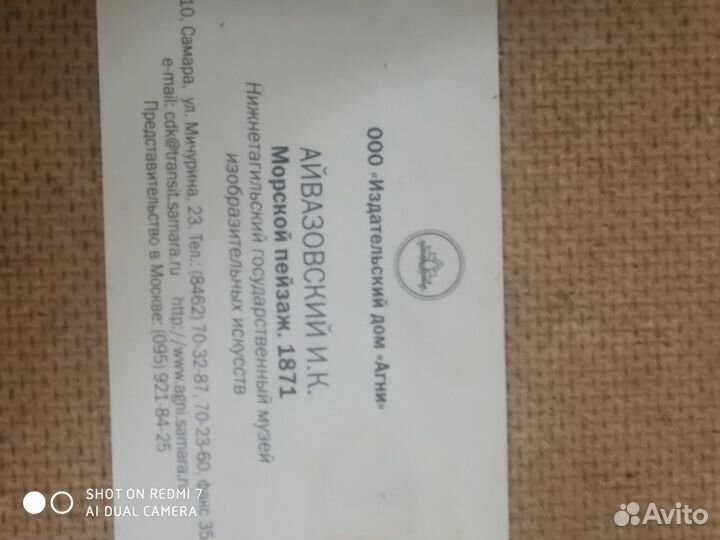 ООО «Издательский дом «Агни»
АЙВАЗОВСКИЙ И.К.
Морской пейзаж. 1871
Нижнетагильский государственный музей
изобразительных искусств
10, Самара, ул. Мичурина, 23. Тел.: (8462) 70-32-87, 70-23-60, факс 35
e-mail: cdk@transit.samara.ru http://www.agni.samara.ru
Представительство в Москве: (095) 921-84-25
SHOT ON REDMI 7
AI DUAL CAMERA
Avito